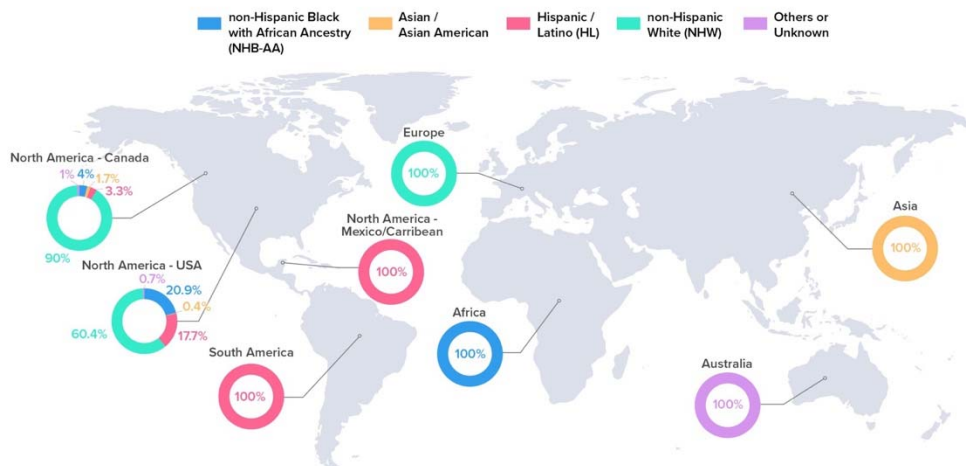 non-Hispanic Black
with African Ancestry
(NHB-AA)
Asian /
Asian American
Hispanic /
Latino (HL)
non-Hispanic
White (NHW)
Others or
Unknown
Europe
100%
North America - Canada
1%
4%
1.7%
3.3%
90%
North America -
Mexico/Carribean
100%
Asia
100%
North America - USA
0.7%
20.9%
0.4%
17.7%
60.4%
Africa
100%
South America
100%
Australia
100%